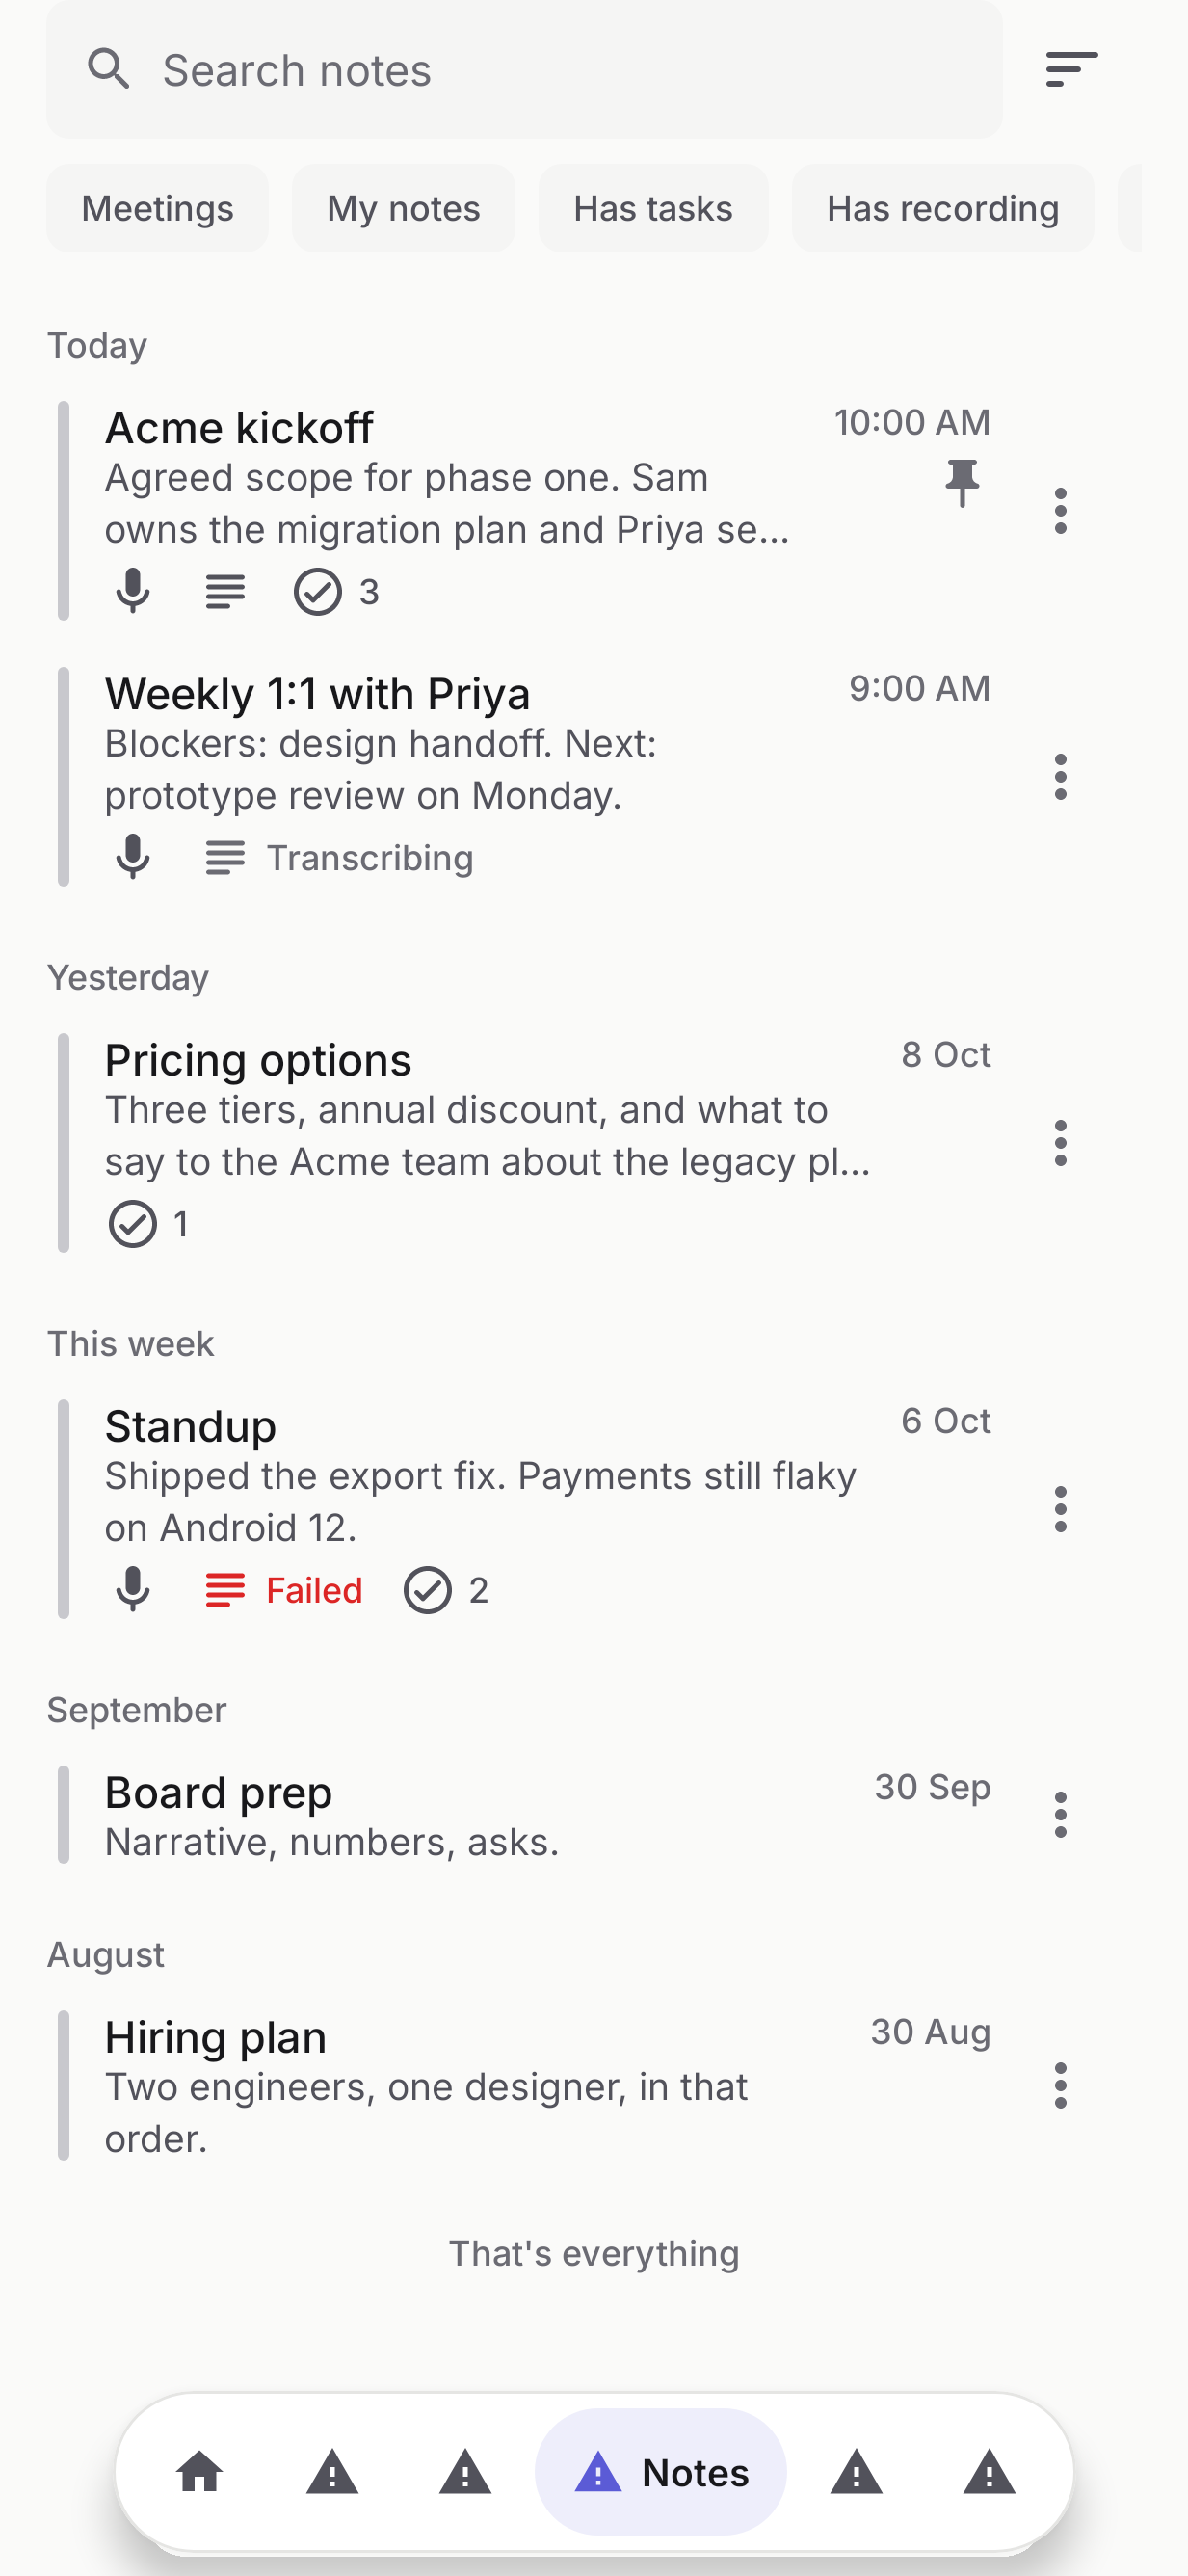 Search notes
Meetings
My notes
Has tasks
Has recording
Today
Acme kickoff
10:00 AM
Agreed scope for phase one. Sam
owns the migration plan and Priya se...
3
Weekly 1:1 with Priya
9:00 AM
Blockers: design handoff. Next:
prototype review on Monday.
Transcribing
Yesterday
Pricing options
8 Oct
Three tiers, annual discount, and what to
say to the Acme team about the legacy pl...
1
This week
Standup
6 Oct
Shipped the export fix. Payments still flaky
on Android 12.
Failed
2
September
Board prep
30 Sep
Narrative, numbers, asks.
August
Hiring plan
30 Aug
Two engineers, one designer, in that
order.
That's everything
Notes